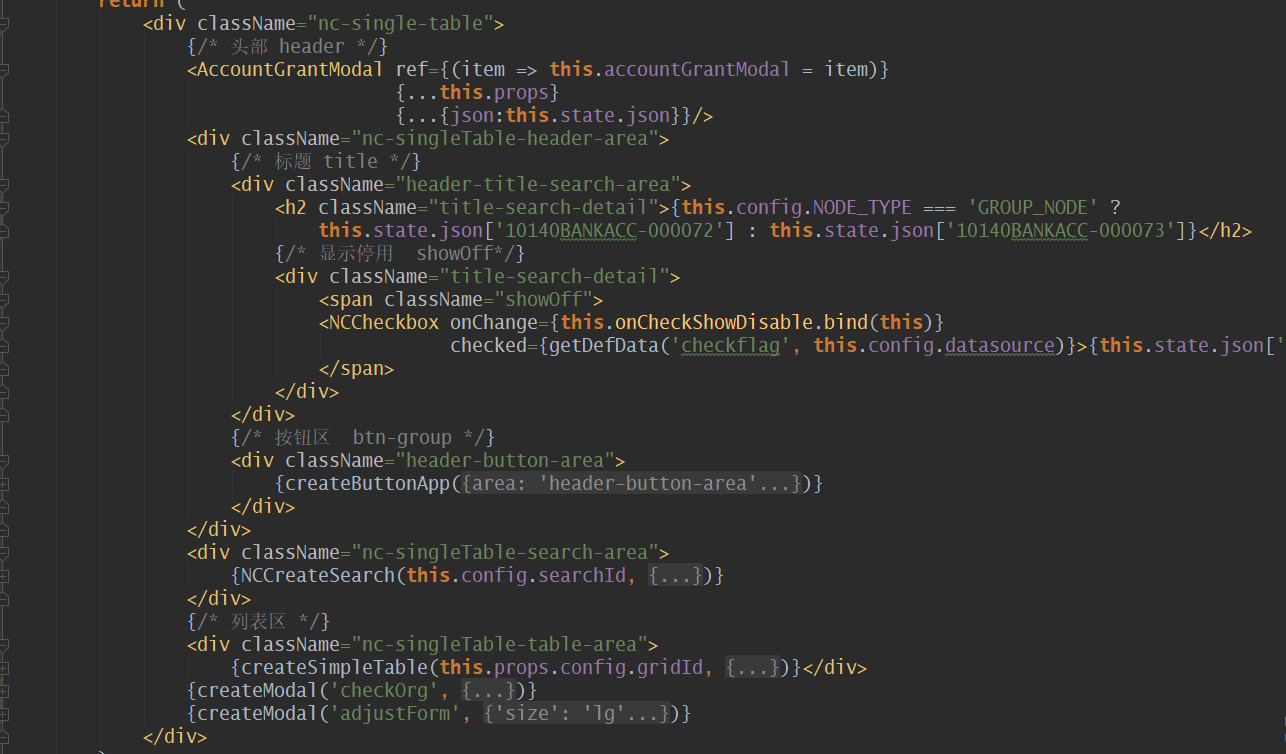 return (
<div className="nc-single-table">
{/* 头部 header */}
<AccountGrantModal ref={(item => this.accountGrantModal = item)}
{...this.props}
{...{json:this.state.json}}/>
<div className="nc-singleTable-header-area">
{/* 标题 title */}
<div className="header-title-search-area">
<h2 className="title-search-detail">{this.config.NODE_TYPE === 'GROUP_NODE' ?
this.state.json['10140BANKACC-000072'] : this.state.json['10140BANKACC-000073']}</h2>
{/* 显示停用  showOff*/}
<div className="title-search-detail">
<span className="showOff">
<NCCheckbox onChange={this.onCheckShowDisable.bind(this)}
checked={getDefData('checkflag', this.config.datasource)}>{this.state.json['
</span>
</div>
</div>
{/* 按钮区  btn-group */}
<div className="header-button-area">
{createButtonApp({area: 'header-button-area'...})}
</div>
</div>
<div className="nc-singleTable-search-area">
{NCCreateSearch(this.config.searchId, {...})}
</div>
{/* 列表区 */}
<div className="nc-singleTable-table-area">
{createSimpleTable(this.props.config.gridId, {...})}</div>
{createModal('checkOrg', {...})}
{createModal('adjustForm', {'size': 'lg'...})}
</div>